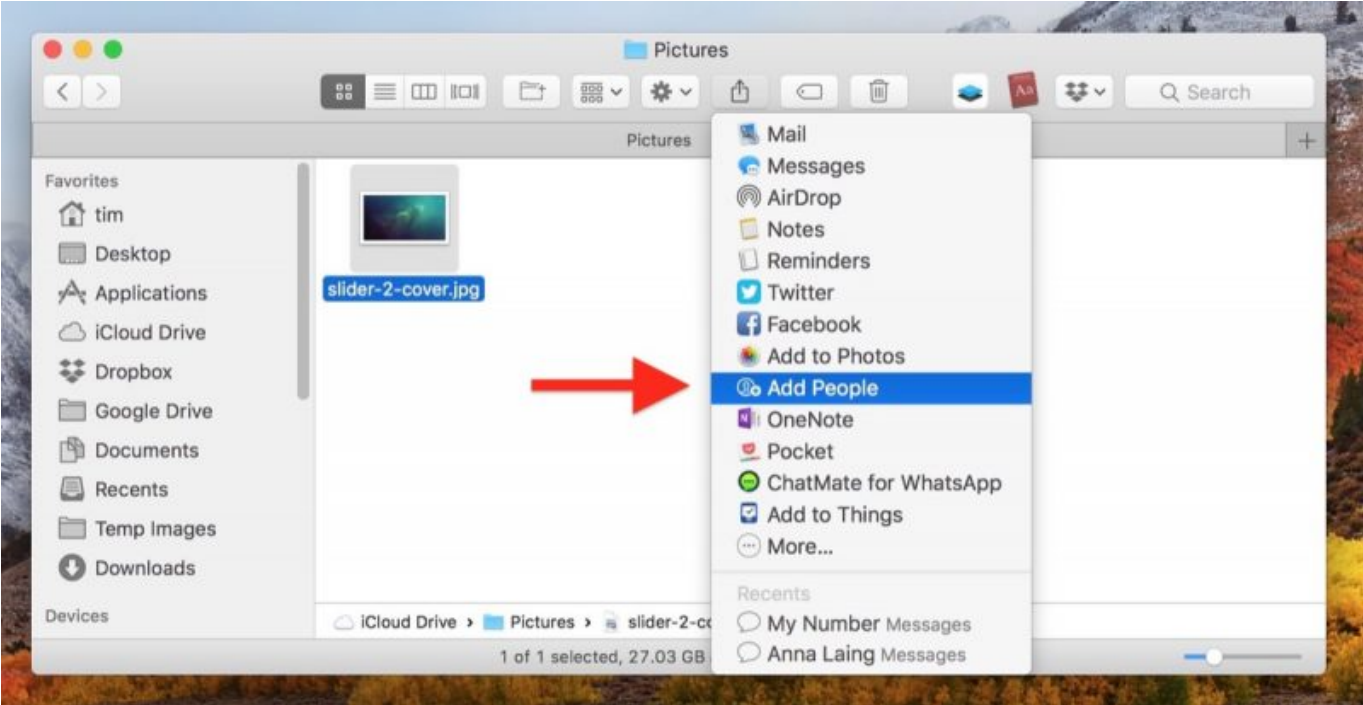 Pictures
Search
Pictures
Favorites
tim
Desktop
Applications
iCloud Drive
Dropbox
Google Drive
Documents
Recents
Temp Images
Downloads
Devices
slider-2-cover.jpg
iCloud Drive › Pictures › slider-2-co
1 of 1 selected, 27.03 GB
Mail
Messages
AirDrop
Notes
Reminders
Twitter
Facebook
Add to Photos
Add People
OneNote
Pocket
ChatMate for WhatsApp
Add to Things
More...
Recents
My Number Messages
Anna Laing Messages